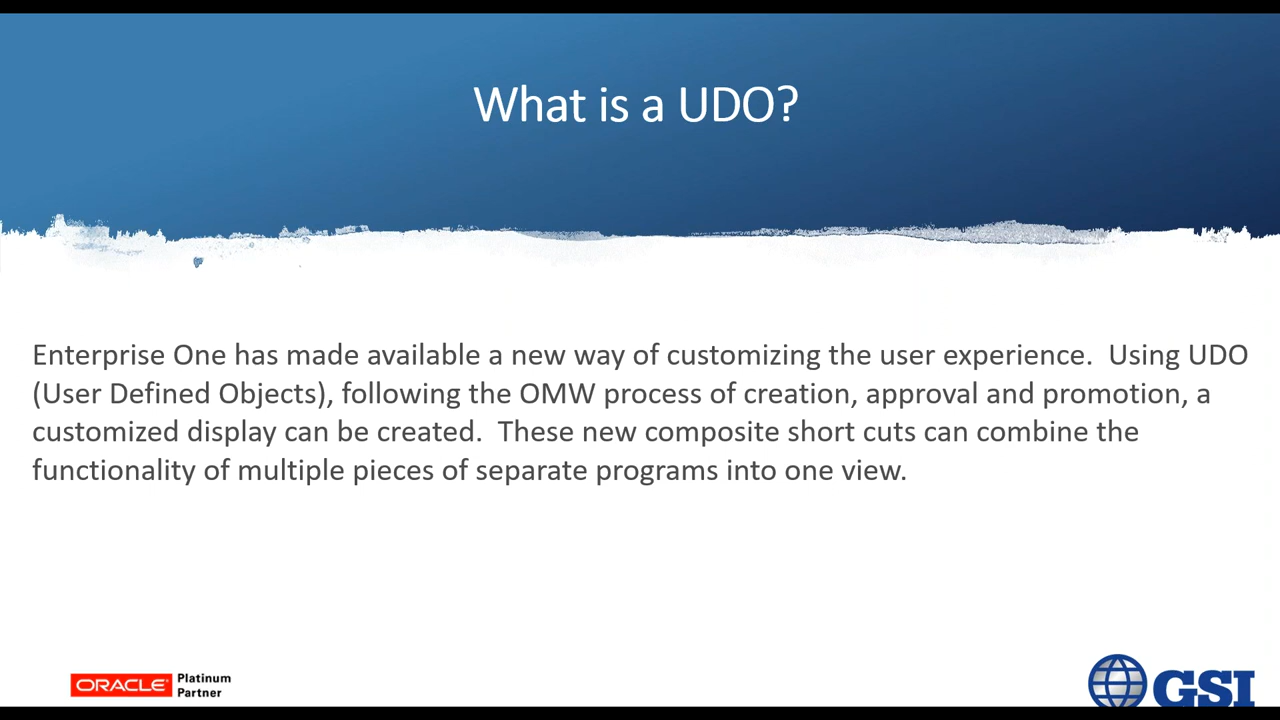 What is a UDO?
Enterprise One has made available a new way of customizing the user experience.  Using UDO
(User Defined Objects), following the OMW process of creation, approval and promotion, a
customized display can be created.  These new composite short cuts can combine the
functionality of multiple pieces of separate programs into one view.
ORACLE Platinum
Partner
GSI